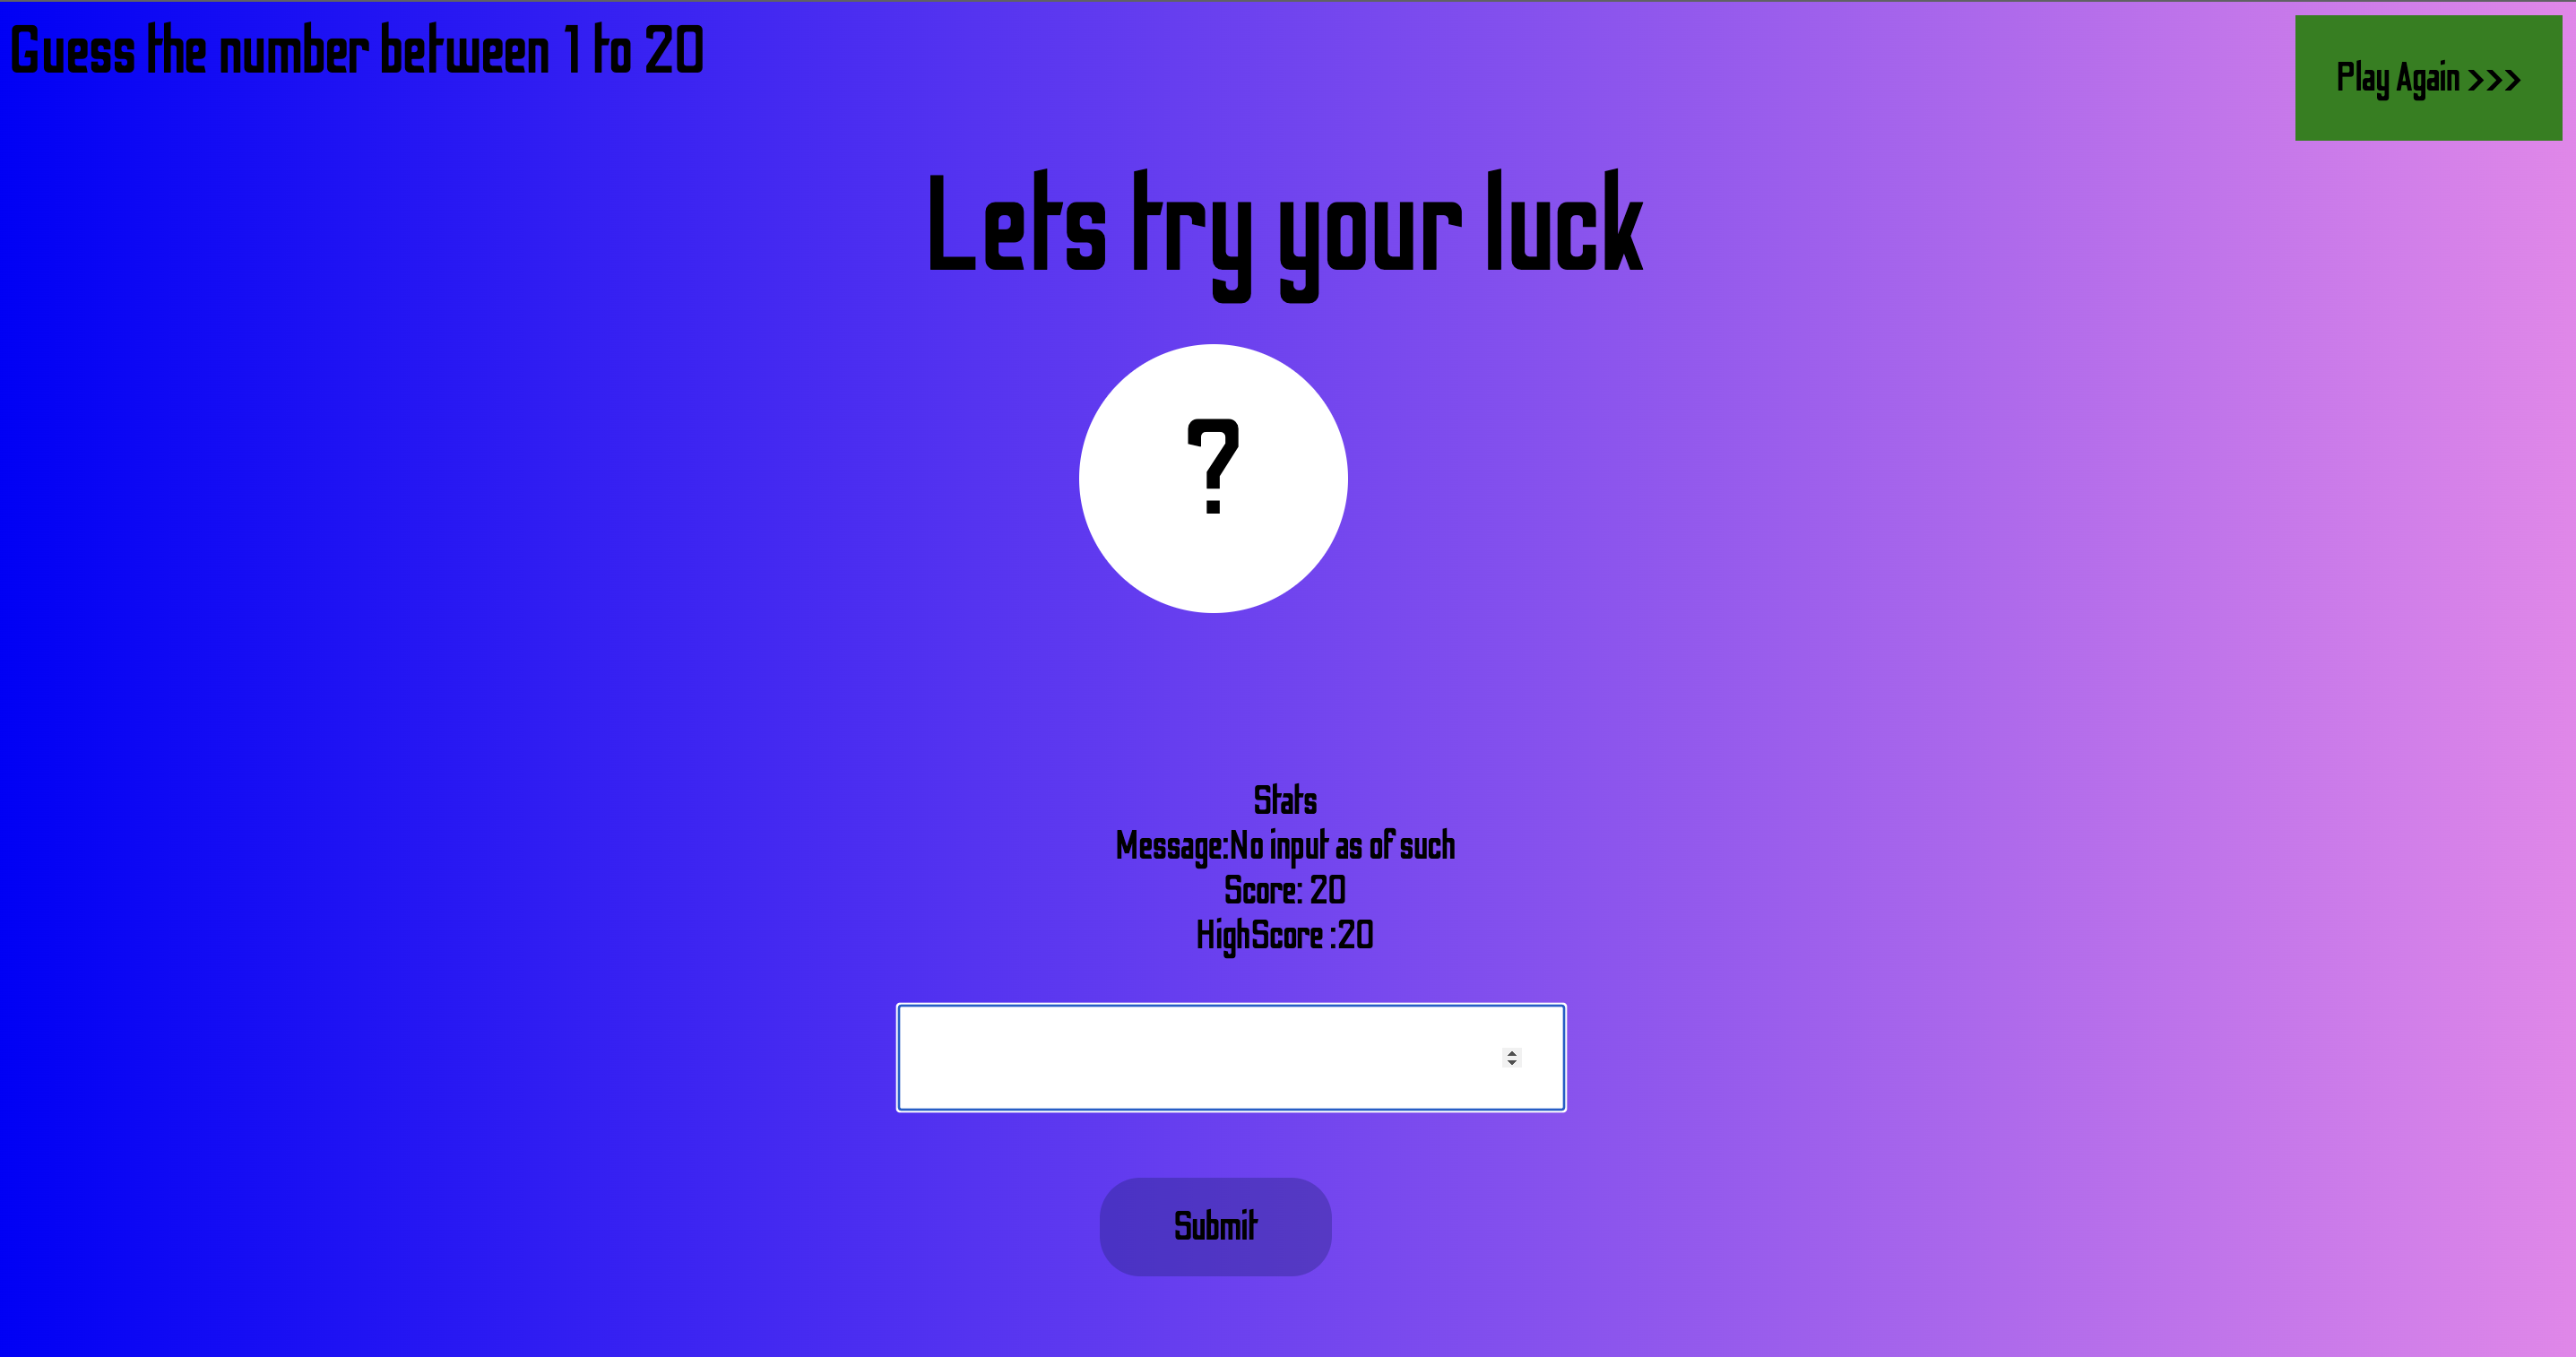 Guess the number between 1 to 20
Play Again >>>
Lets try your luck
?
Stats
Message:No input as of such
Score: 20
HighScore :20
Submit